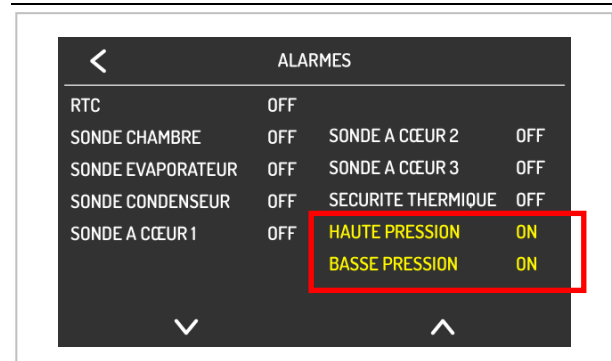 ALARMES
RTC OFF
SONDE CHAMBRE OFF SONDE A CŒUR 2 OFF
SONDE EVAPORATEUR OFF SONDE A CŒUR 3 OFF
SONDE CONDENSEUR OFF SECURITE THERMIQUE OFF
SONDE A CŒUR 1 OFF HAUTE PRESSION ON
BASSE PRESSION ON